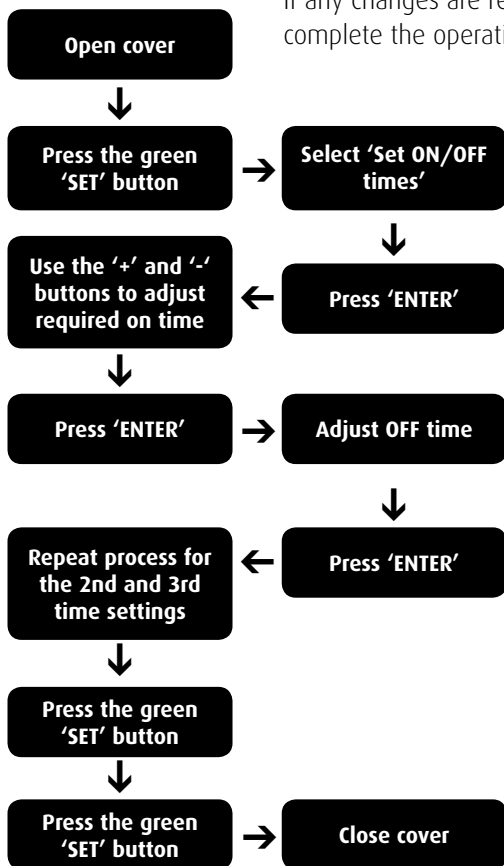 If any changes are re
complete the operati
Open cover
Press the green
‘SET’ button
Select ‘Set ON/OFF
times’
Press ‘ENTER’
Use the ‘+’ and ‘-‘
buttons to adjust
required on time
Press ‘ENTER’
Adjust OFF time
Press ‘ENTER’
Repeat process for
the 2nd and 3rd
time settings
Press the green
‘SET’ button
Press the green
‘SET’ button
Close cover